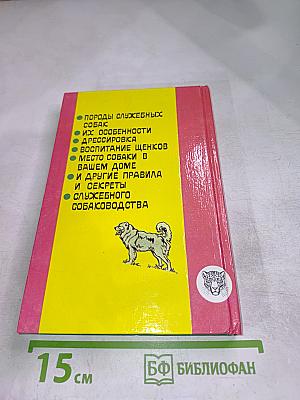 • ПОРОДЫ СЛУЖЕБНЫХ
СОБАК
• ИХ ОСОБЕННОСТИ
• ДРЕССИРОВКА
• ВОСПИТАНИЕ ЩЕНКОВ
• МЕСТО СОБАКИ В
ВАШЕМ ДОМЕ
• И ДРУГИЕ ПРАВИЛА
И СЕКРЕТЫ
• СЛУЖЕБНОГО
СОБАКОВОДСТВА
15 см
БФ БИБЛИОФАН